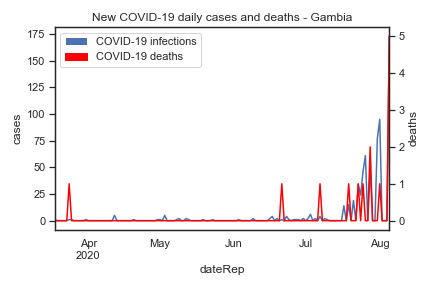 New COVID-19 daily cases and deaths - Gambia
COVID-19 infections
COVID-19 deaths
175
150
125
100
75
50
25
0
cases
5
4
3
2
1
0
deaths
Apr
2020
May
Jun
Jul
Aug
dateRep